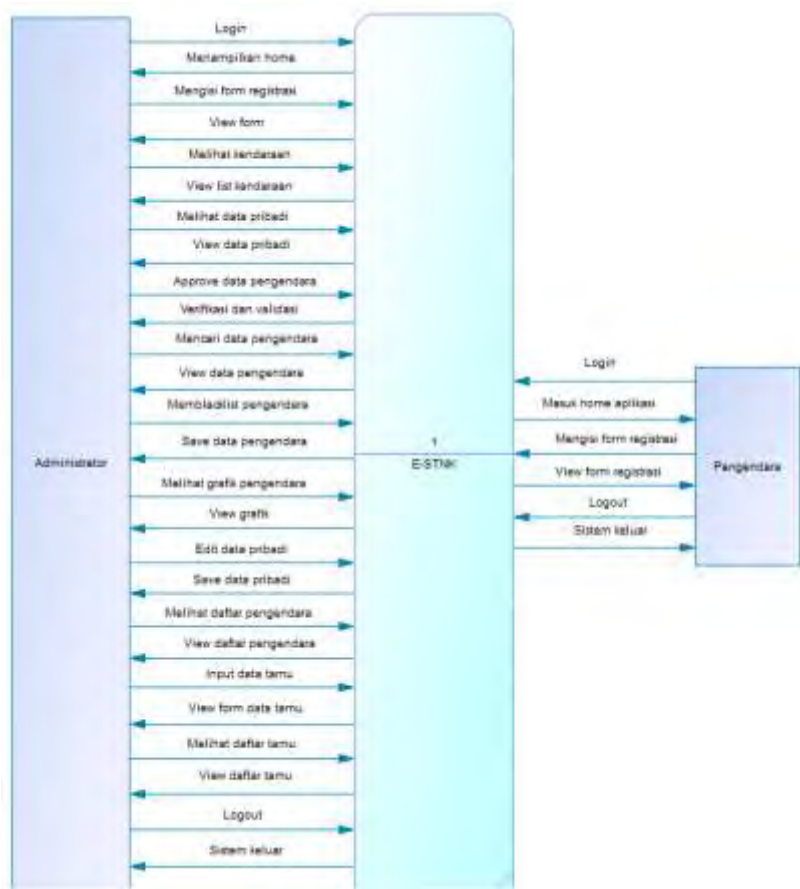 Login
Menampilkan home
Mengisi form registrasi
View form
Melihat kendaraan
View list kendaraan
Melihat data pribadi
View data pribadi
Approve data pengendara
Verifikasi dan validasi
Mencari data pengendara
View data pengendara
Membladilist pengendara
Save data pengendara
Administrator
Melihat grafik pengendara
View grafik
Edit data pribadi
Save data pribadi
Melihat daftar pengendara
View daftar pengendara
Input data tamu
View form data tamu
Melihat daftar tamu
View daftar tamu
Logout
Sistem keluar
1
E-STNK
Login
Masuk home aplikasi
Mengisi form registrasi
View form registrasi
Logout
Sistem keluar
Pengendara